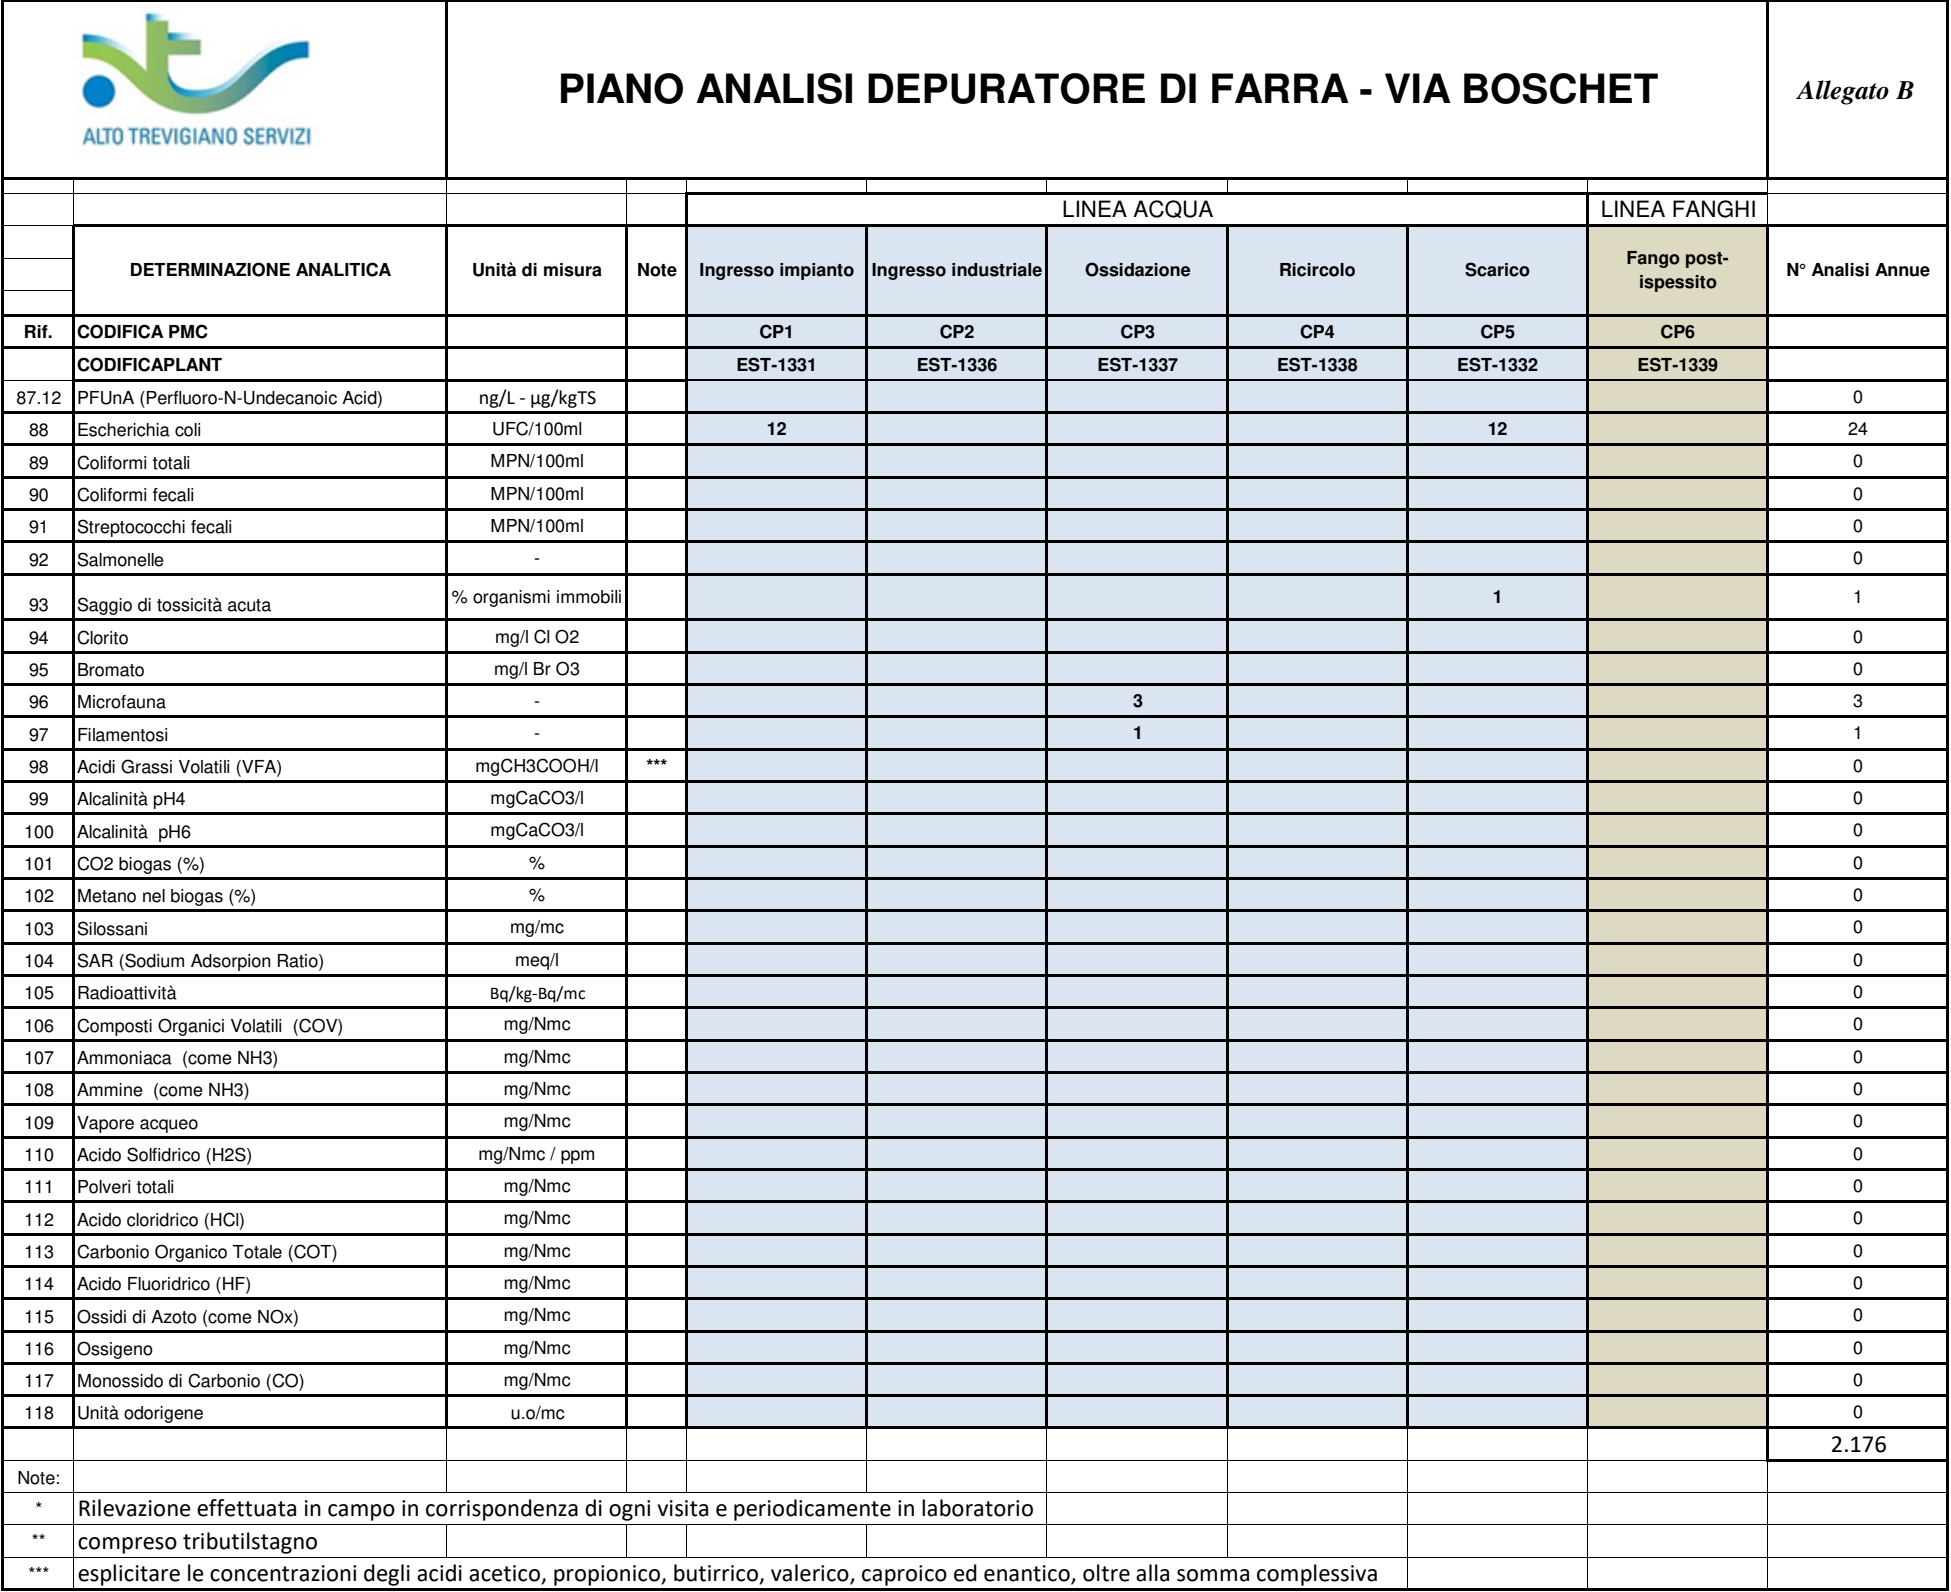 ALTO TREVIGIANO SERVIZI
PIANO ANALISI DEPURATORE DI FARRA - VIA BOSCHET
Allegato B
LINEA ACQUA LINEA FANGHI
DETERMINAZIONE ANALITICA Unità di misura Note Ingresso impianto Ingresso industriale Ossidazione Ricircolo Scarico Fango post-ispessito N° Analisi Annue
Rif. CODIFICA PMC CP1 CP2 CP3 CP4 CP5 CP6
CODIFICAPLANT EST-1331 EST-1336 EST-1337 EST-1338 EST-1332 EST-1339
87.12 PFUnA (Perfluoro-N-Undecanoic Acid) ng/L - µg/kgTS 0
88 Escherichia coli UFC/100ml 12 12 24
89 Coliformi totali MPN/100ml 0
90 Coliformi fecali MPN/100ml 0
91 Streptococchi fecali MPN/100ml 0
92 Salmonelle - 0
93 Saggio di tossicità acuta % organismi immobili 1 1
94 Clorito mg/l Cl O2 0
95 Bromato mg/l Br O3 0
96 Microfauna - 3 3
97 Filamentosi - 1 1
98 Acidi Grassi Volatili (VFA) mgCH3COOH/l *** 0
99 Alcalinità pH4 mgCaCO3/l 0
100 Alcalinità pH6 mgCaCO3/l 0
101 CO2 biogas (%) % 0
102 Metano nel biogas (%) % 0
103 Silossani mg/mc 0
104 SAR (Sodium Adsorpion Ratio) meq/l 0
105 Radioattività Bq/kg-Bq/mc 0
106 Composti Organici Volatili (COV) mg/Nmc 0
107 Ammoniaca (come NH3) mg/Nmc 0
108 Ammine (come NH3) mg/Nmc 0
109 Vapore acqueo mg/Nmc 0
110 Acido Solfidrico (H2S) mg/Nmc / ppm 0
111 Polveri totali mg/Nmc 0
112 Acido cloridrico (HCl) mg/Nmc 0
113 Carbonio Organico Totale (COT) mg/Nmc 0
114 Acido Fluoridrico (HF) mg/Nmc 0
115 Ossidi di Azoto (come NOx) mg/Nmc 0
116 Ossigeno mg/Nmc 0
117 Monossido di Carbonio (CO) mg/Nmc 0
118 Unità odorigene u.o/mc 0
2.176
Note:
* Rilevazione effettuata in campo in corrispondenza di ogni visita e periodicamente in laboratorio
** compreso tributilstagno
*** esplicitare le concentrazioni degli acidi acetico, propionico, butirrico, valerico, caproico ed enantico, oltre alla somma complessiva